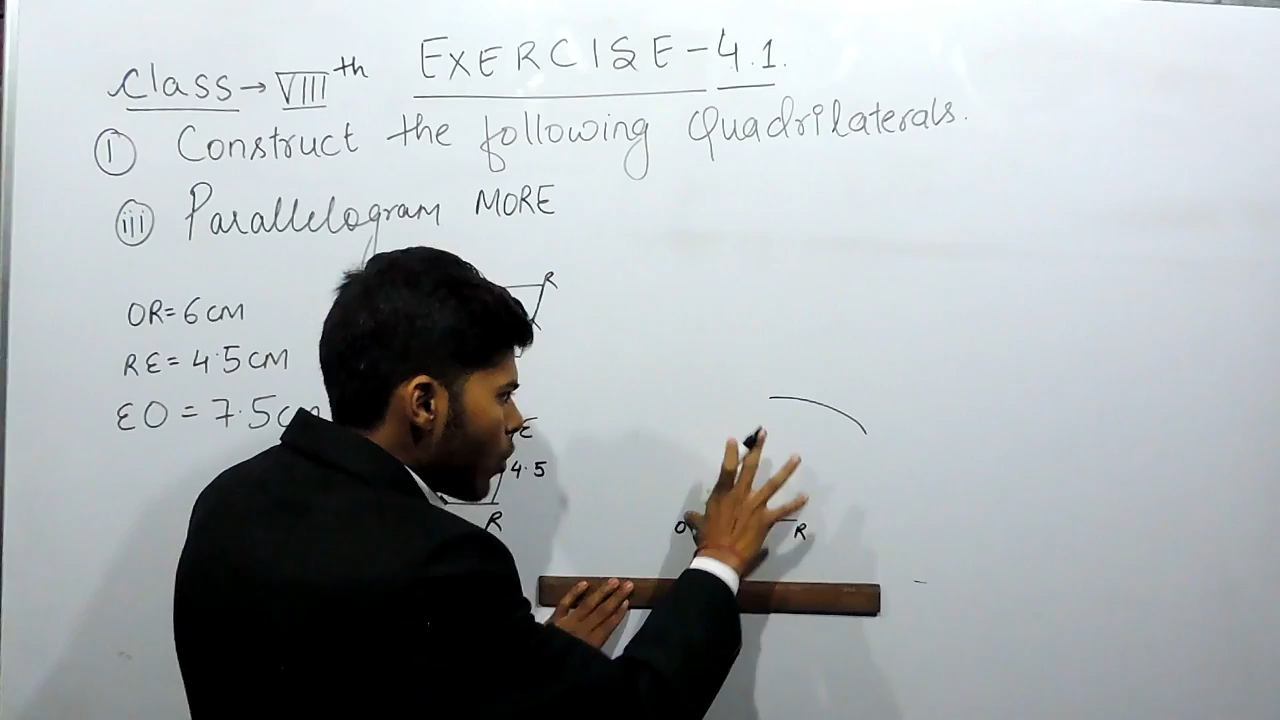 Class → VIIIth EXERCISE - 4.1.
① Construct the following Quadrilaterals.
iii Parallelogram MORE
R
OR = 6 CM
RE = 4.5 CM
EO = 7.5 cm
E
4.5
R
O R